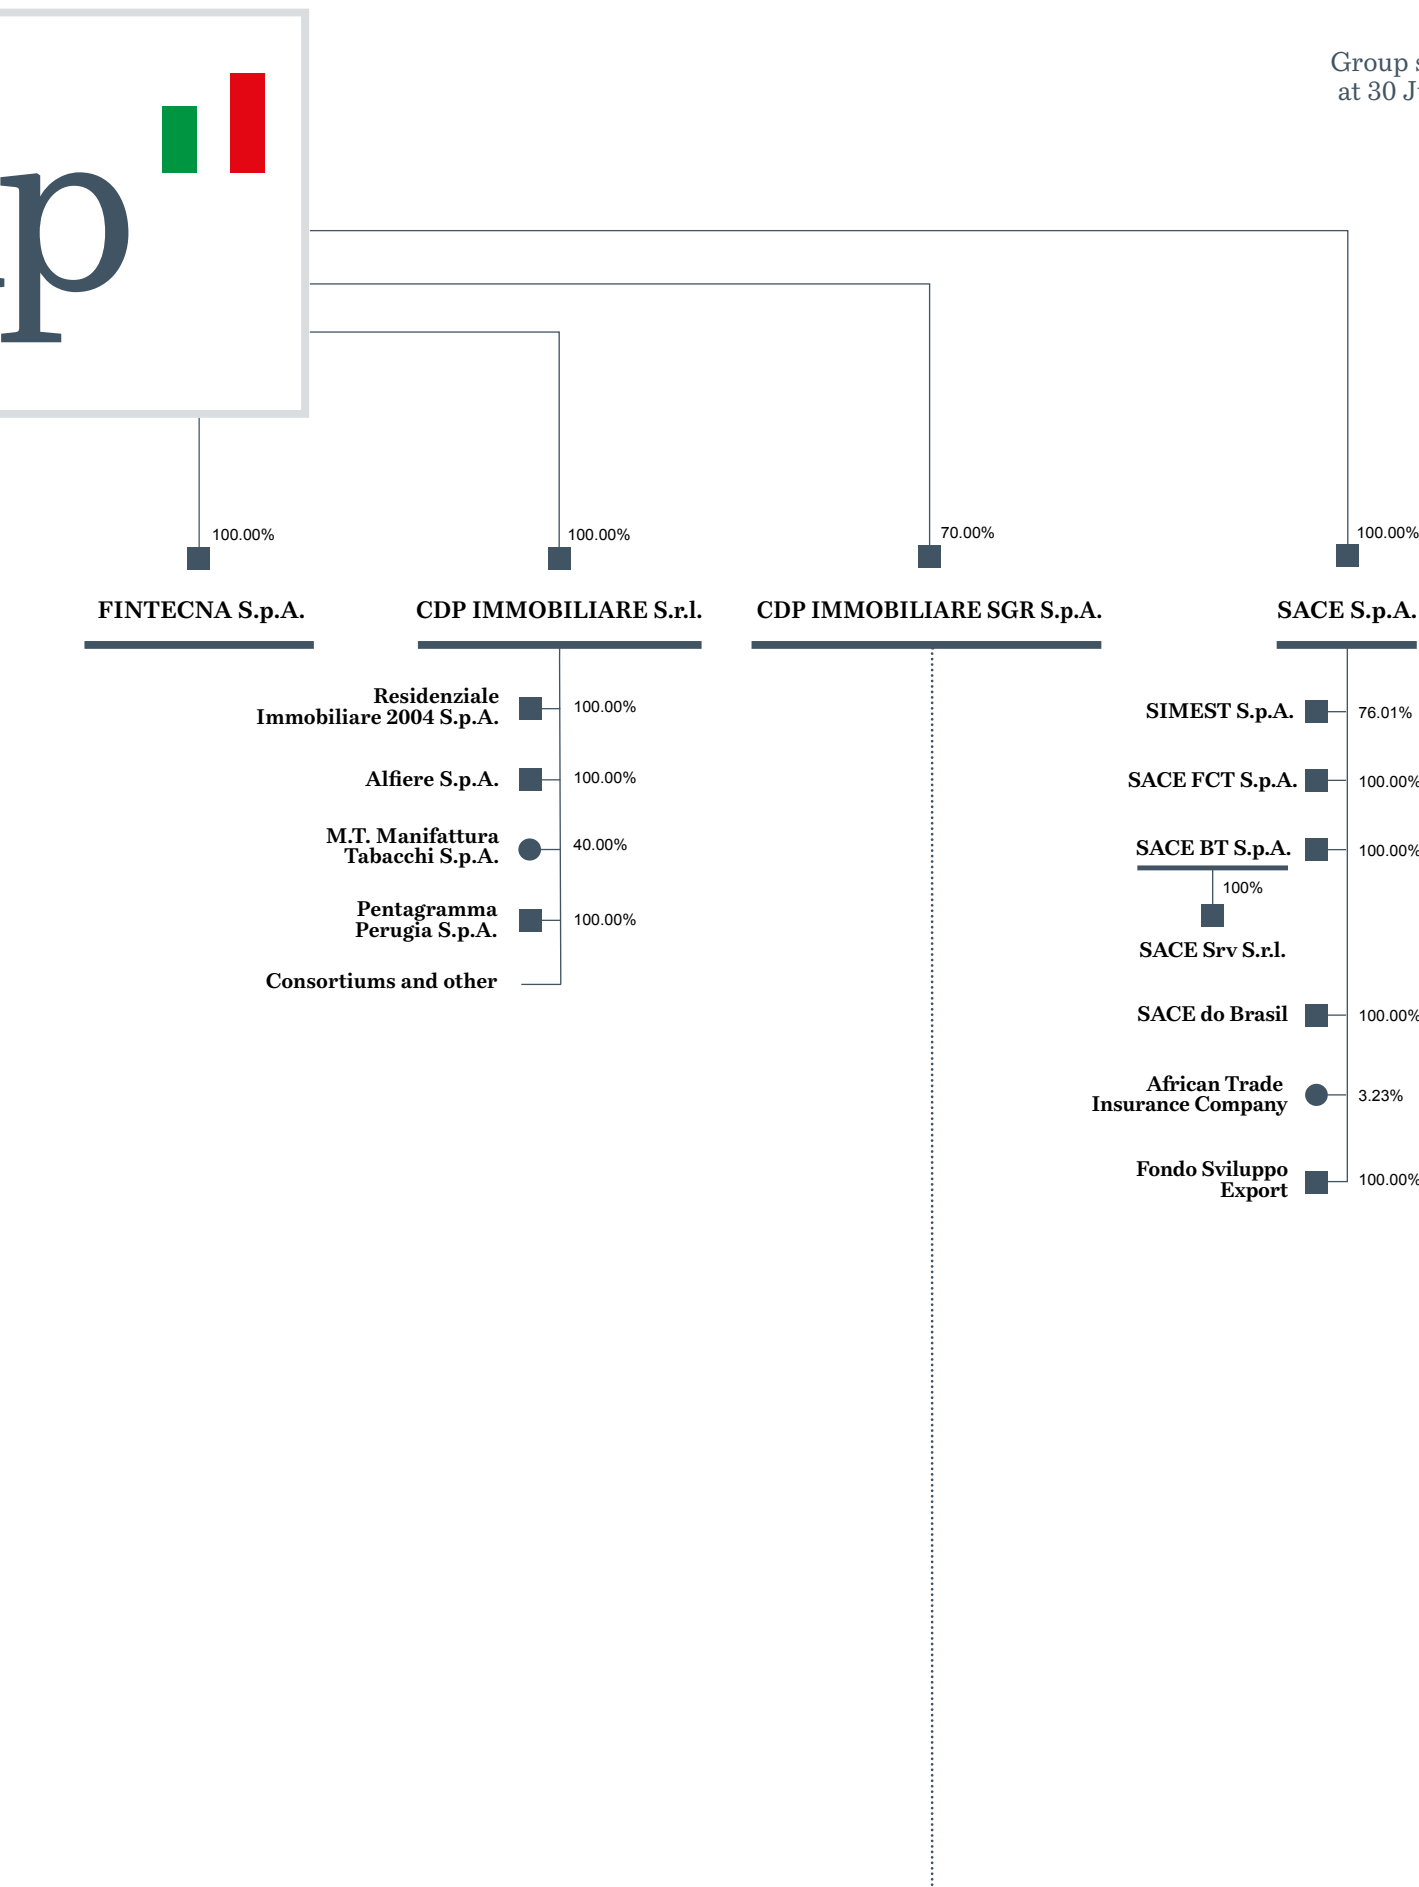 Group
at 30
p
100.00%
100.00%
70.00%
100.00%
FINTECNA S.p.A.
CDP IMMOBILIARE S.r.l.
CDP IMMOBILIARE SGR S.p.A.
SACE S.p.A.
Residenziale
Immobiliare 2004 S.p.A.
100.00%
Alfiere S.p.A.
100.00%
M.T. Manifattura
Tabacchi S.p.A.
40.00%
Pentagramma
Perugia S.p.A.
100.00%
Consortiums and other
SIMEST S.p.A.
76.01%
SACE FCT S.p.A.
100.00%
SACE BT S.p.A.
100.00%
100%
SACE Srv S.r.l.
SACE do Brasil
100.00%
African Trade
Insurance Company
3.23%
Fondo Sviluppo
Export
100.00%